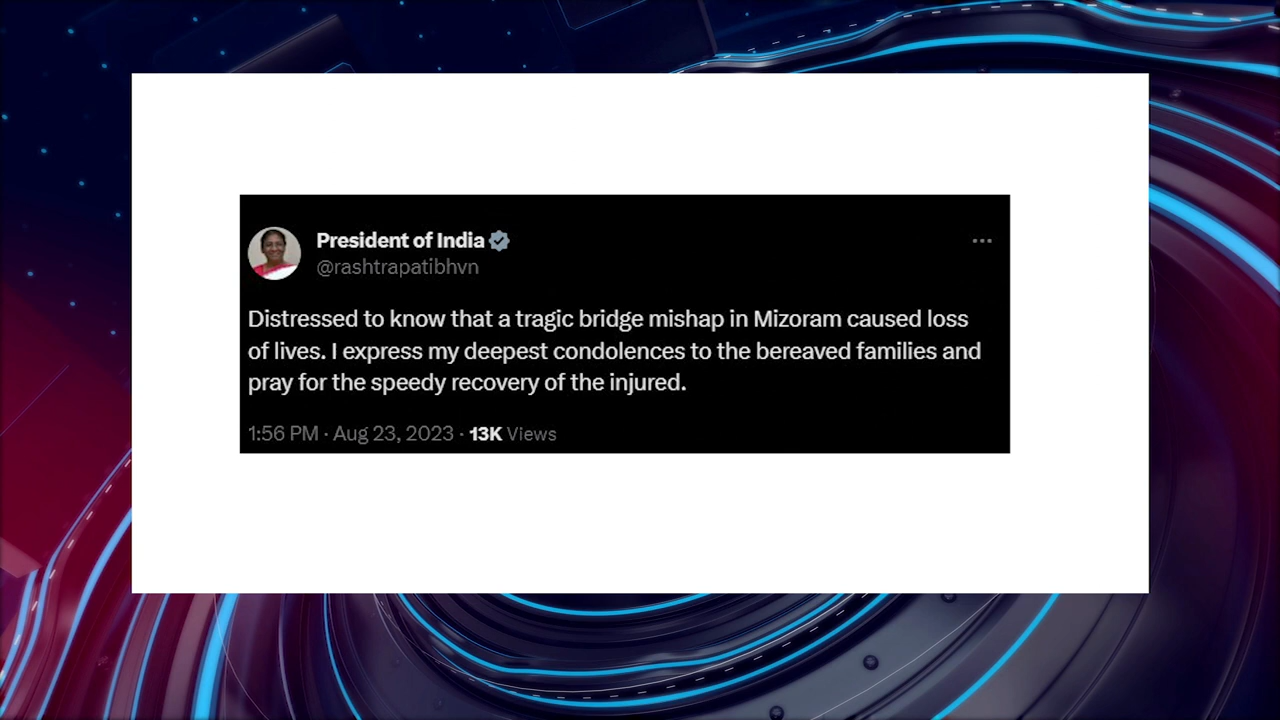 President of India
@rashtrapatibhvn
Distressed to know that a tragic bridge mishap in Mizoram caused loss
of lives. I express my deepest condolences to the bereaved families and
pray for the speedy recovery of the injured.
1:56 PM · Aug 23, 2023 · 13K Views